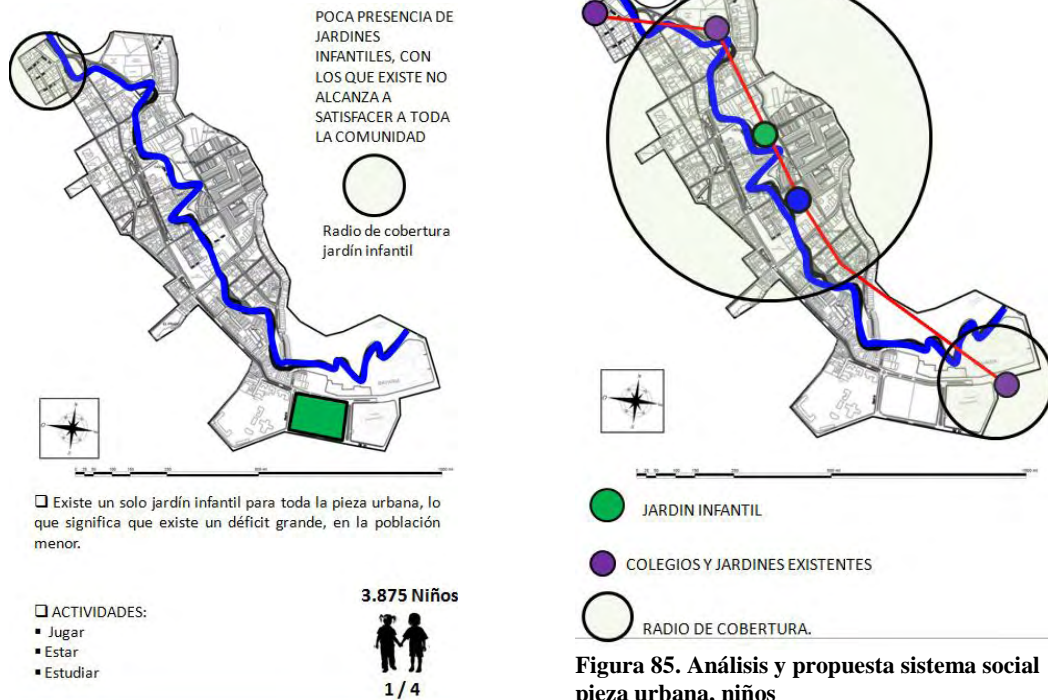 POCA PRESENCIA DE
JARDINES
INFANTILES, CON
LOS QUE EXISTE NO
ALCANZA A
SATISFACER A TODA
LA COMUNIDAD
Radio de cobertura
jardín infantil
❑ Existe un solo jardín infantil para toda la pieza urbana, lo
que significa que existe un déficit grande, en la población
menor.
❑ ACTIVIDADES:
▪ Jugar
▪ Estar
▪ Estudiar
3.875 Niños
1 / 4
JARDIN INFANTIL
COLEGIOS Y JARDINES EXISTENTES
RADIO DE COBERTURA.
Figura 85. Análisis y propuesta sistema social
pieza urbana, niños